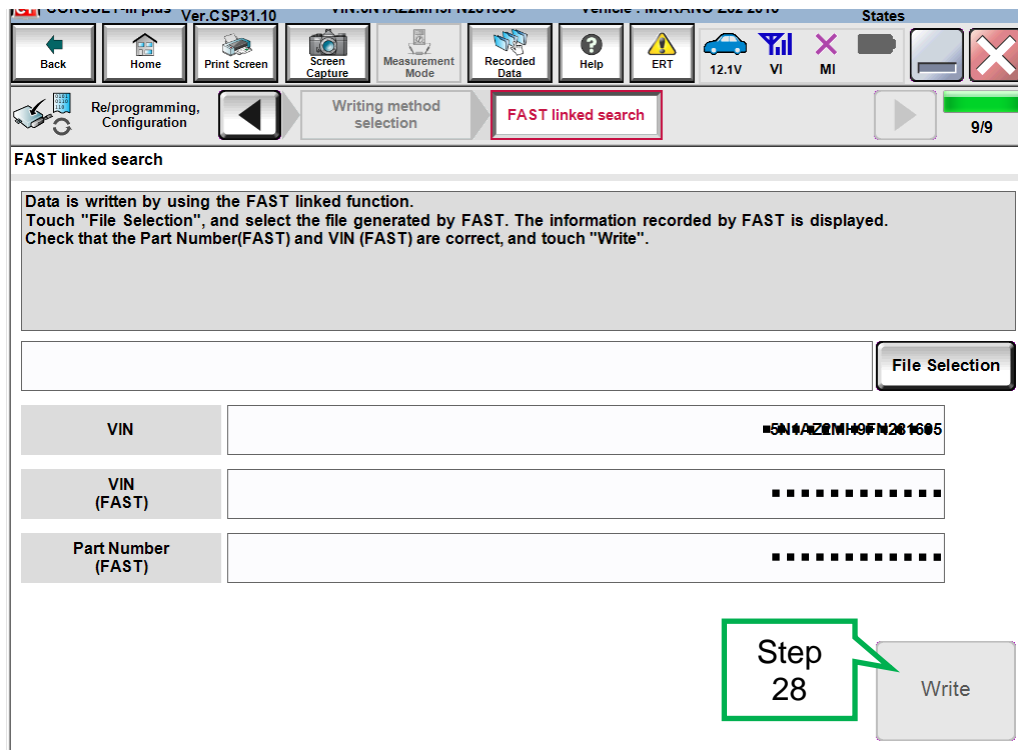 Ver.CSP31.10
States
Back
Home
Print Screen
Screen
Capture
Measurement
Mode
Recorded
Data
Help
ERT
12.1V
VI
MI
Re/programming,
Configuration
Writing method
selection
FAST linked search
9/9
FAST linked search
Data is written by using the FAST linked function.
Touch "File Selection", and select the file generated by FAST. The information recorded by FAST is displayed.
Check that the Part Number(FAST) and VIN (FAST) are correct, and touch "Write".
File Selection
VIN
VIN
(FAST)
Part Number
(FAST)
Step
28
Write